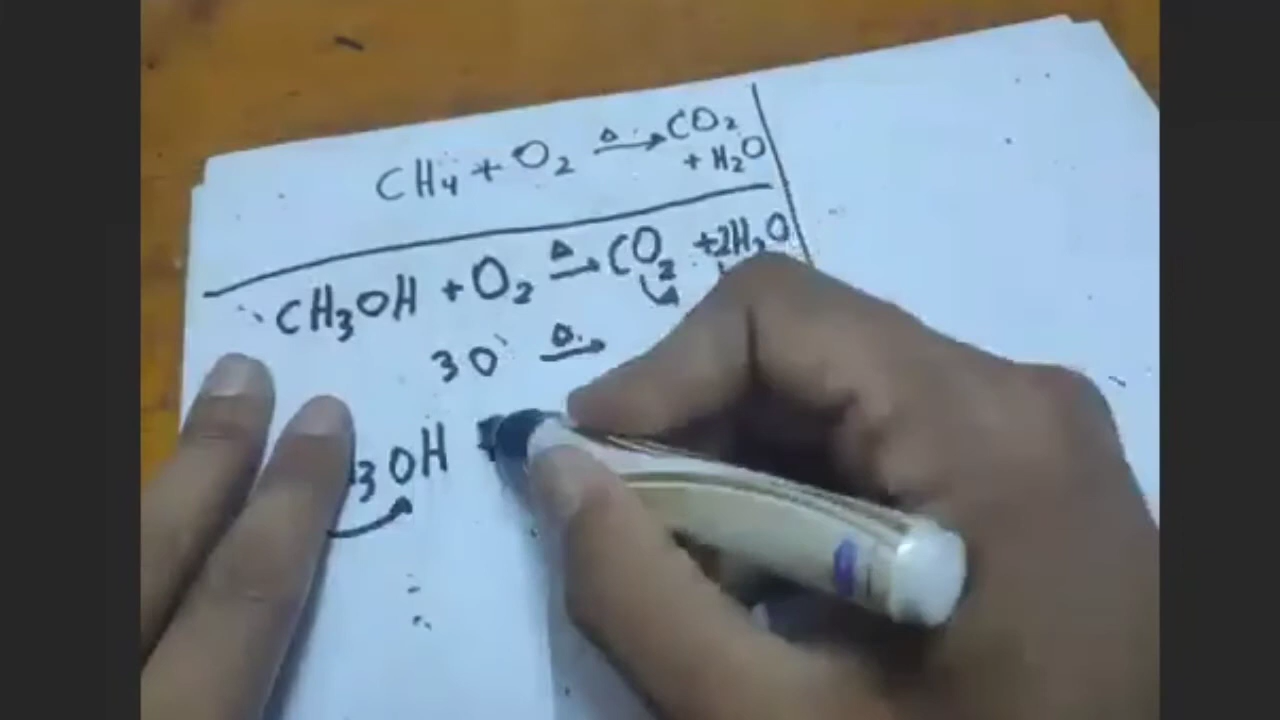 CH₄ + O₂ →Δ CO₂
+ H₂O
CH₃OH + O₂ →Δ CO₂ + 2H₂O
3O →Δ
₃OH